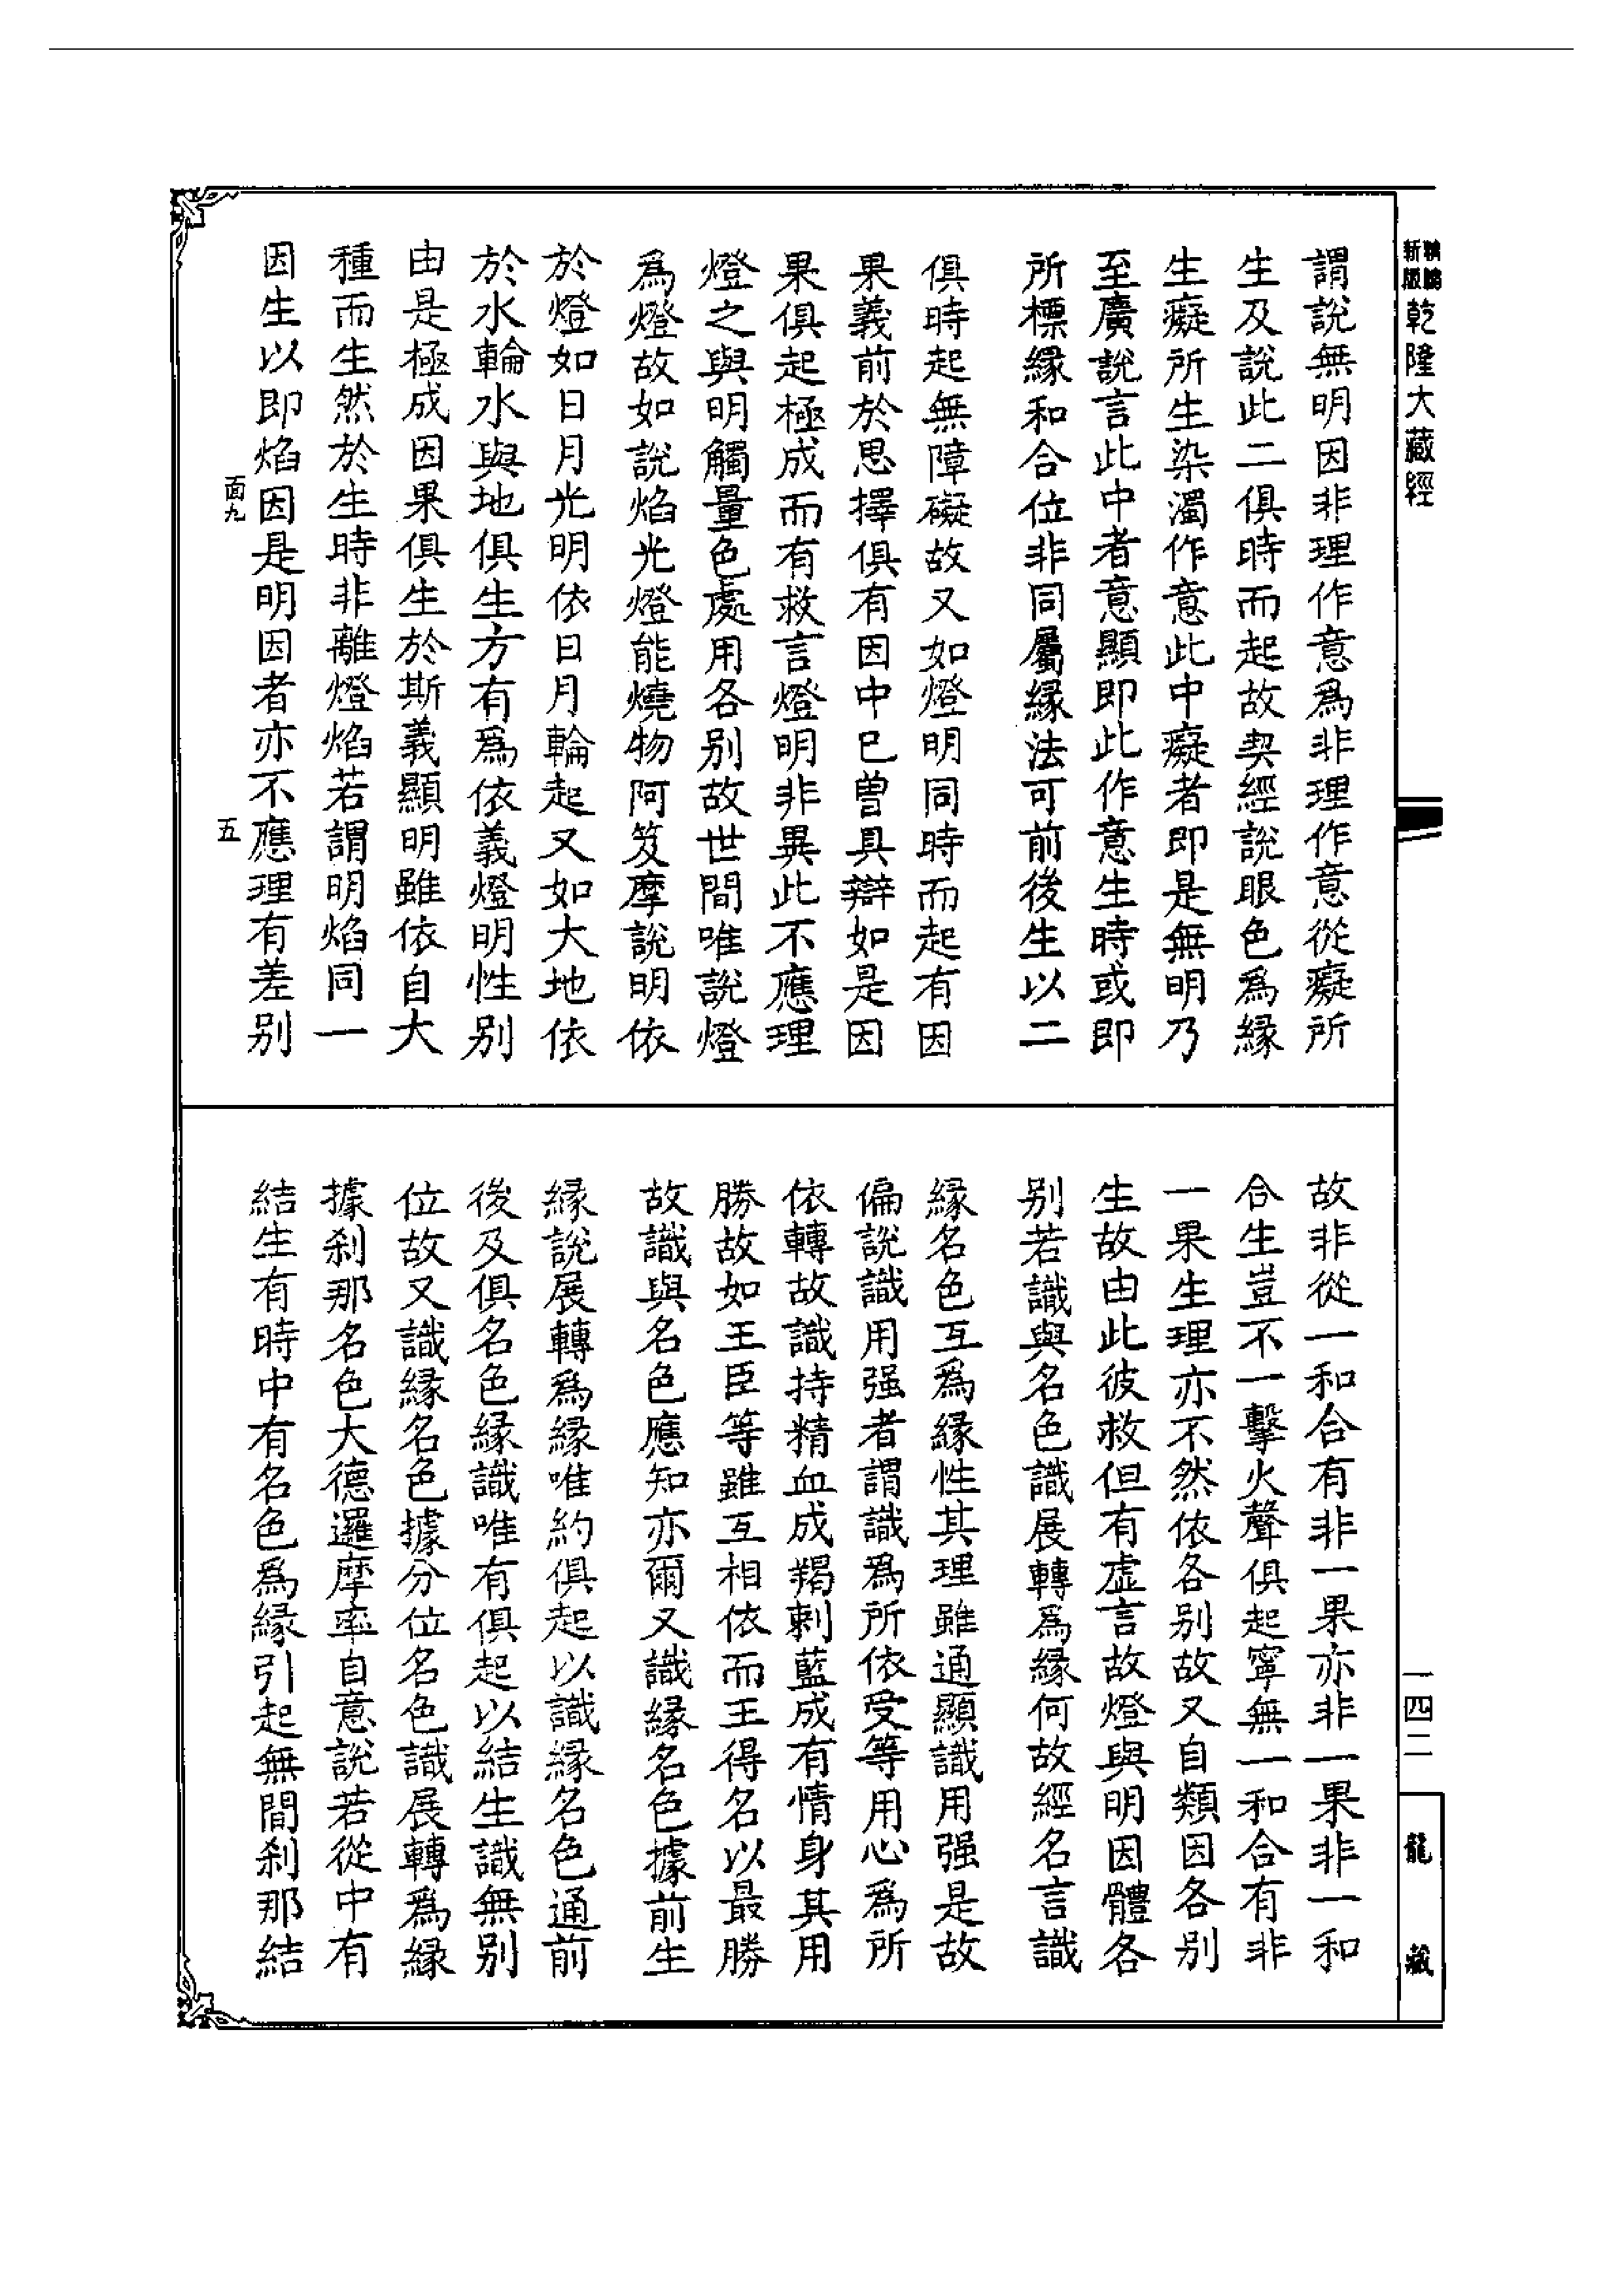 新版
乾隆大藏經
謂説無明因非理作意爲非理作意從癡所
生及説此二俱時而起故契經説眼色爲緣
生癡所生染濁作意此中癡者即是無明乃
至廣説言此中者意顯即此作意生時或即
所標緣和合位非同屬緣法可前後生以二
俱時起無障礙故又如燈明同時而起有因
果義前於思擇俱有因中已曾具辯如是因
果俱起極成而有救言燈明非異此不應理
燈之與明觸量色處用各别故世間唯説燈
爲燈故如説焰光燈能燒物阿笈摩説明依
於燈如日月光明依日月輪起又如大地依
於水輪水與地俱生方有爲依義燈明性别
由是極成因果俱生於斯義顯明雖依自大
種而生然於生時非離燈焰若謂明焰同一
因生以即焰因是明因者亦不應理有差别
面九
五
故非從一和合有非一果亦非一果非一和
合生豈不一擊火聲俱起寧無一和合有非
一果生理亦不然依各别故又自類因各别
生故由此彼救但有虛言故燈與明因體各
别若識與名色識展轉爲緣何故經名言識
緣名色互爲緣性其理雖通顯識用强是故
偏説識用强者謂識爲所依受等用心爲所
依轉故識持精血成羯剌藍成有情身其用
勝故如王臣等雖互相依而王得名以最勝
故識與名色應知亦爾又識緣名色據前生
緣説展轉爲緣唯約俱起以識緣名色通前
後及俱名色緣識唯有俱起以結生識無别
位故又識緣名色據分位名色識展轉爲緣
據刹那名色大德邏摩率自意説若從中有
結生有時中有名色爲緣引起無間刹那結
一四二
龍藏